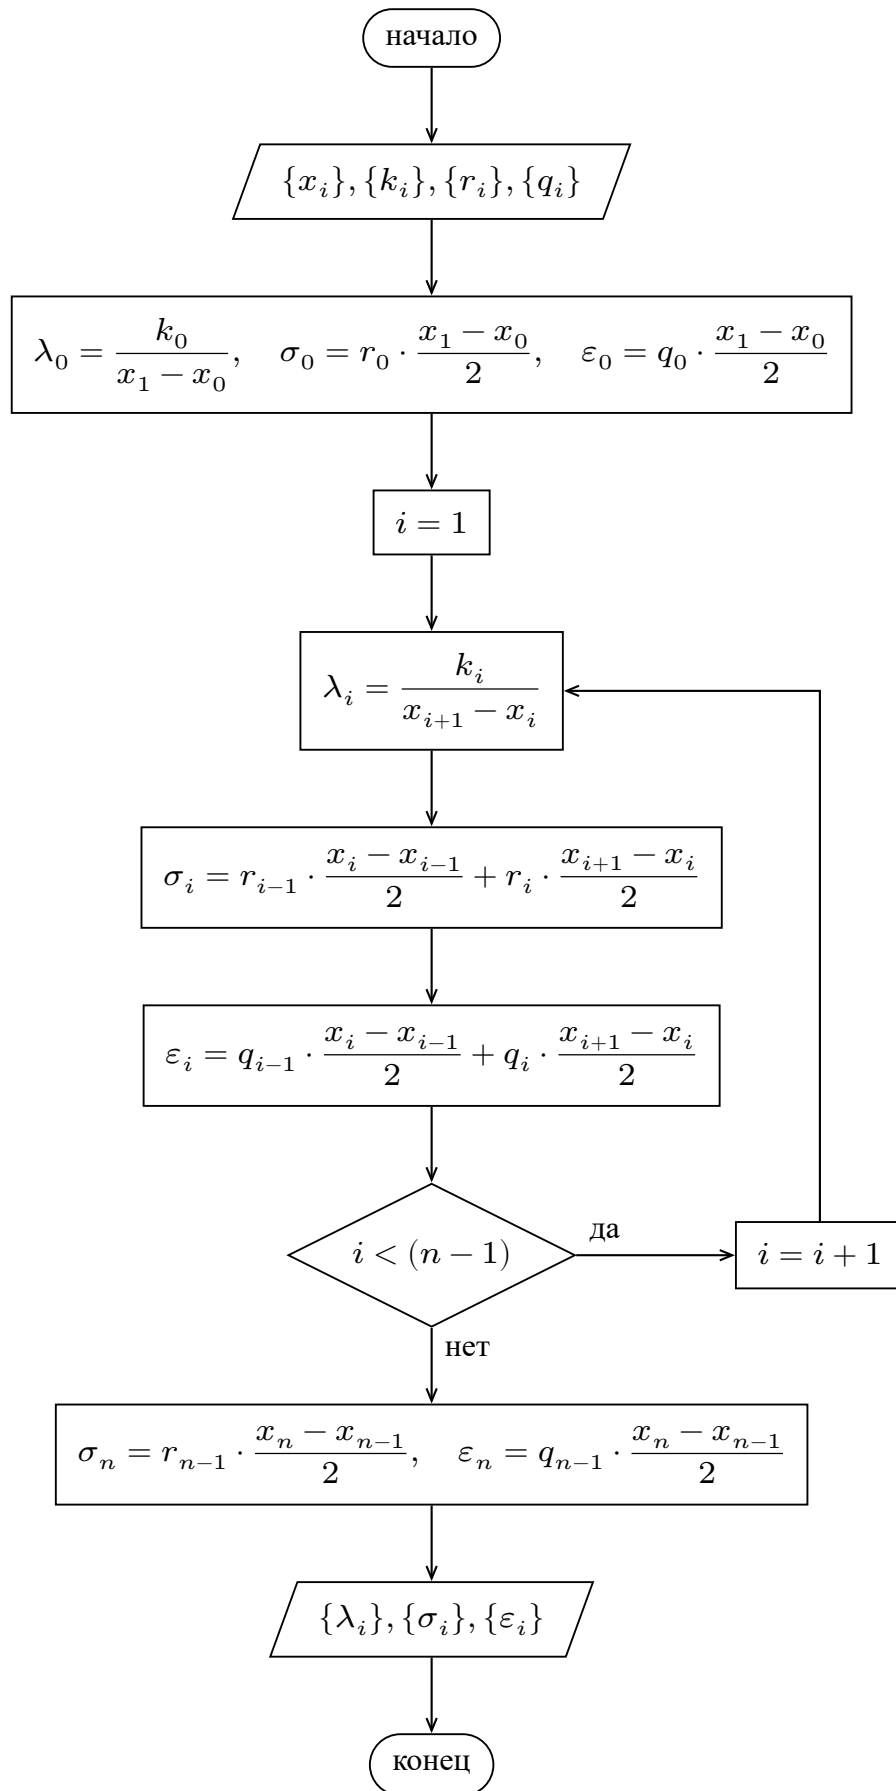 начало
{x_i}, {k_i}, {r_i}, {q_i}
λ_0 = k_0 / (x_1 − x_0), σ_0 = r_0 · (x_1 − x_0) / 2, ε_0 = q_0 · (x_1 − x_0) / 2
i = 1
λ_i = k_i / (x_{i+1} − x_i)
σ_i = r_{i−1} · (x_i − x_{i−1}) / 2 + r_i · (x_{i+1} − x_i) / 2
ε_i = q_{i−1} · (x_i − x_{i−1}) / 2 + q_i · (x_{i+1} − x_i) / 2
i < (n − 1)
да
i = i + 1
нет
σ_n = r_{n−1} · (x_n − x_{n−1}) / 2, ε_n = q_{n−1} · (x_n − x_{n−1}) / 2
{λ_i}, {σ_i}, {ε_i}
конец